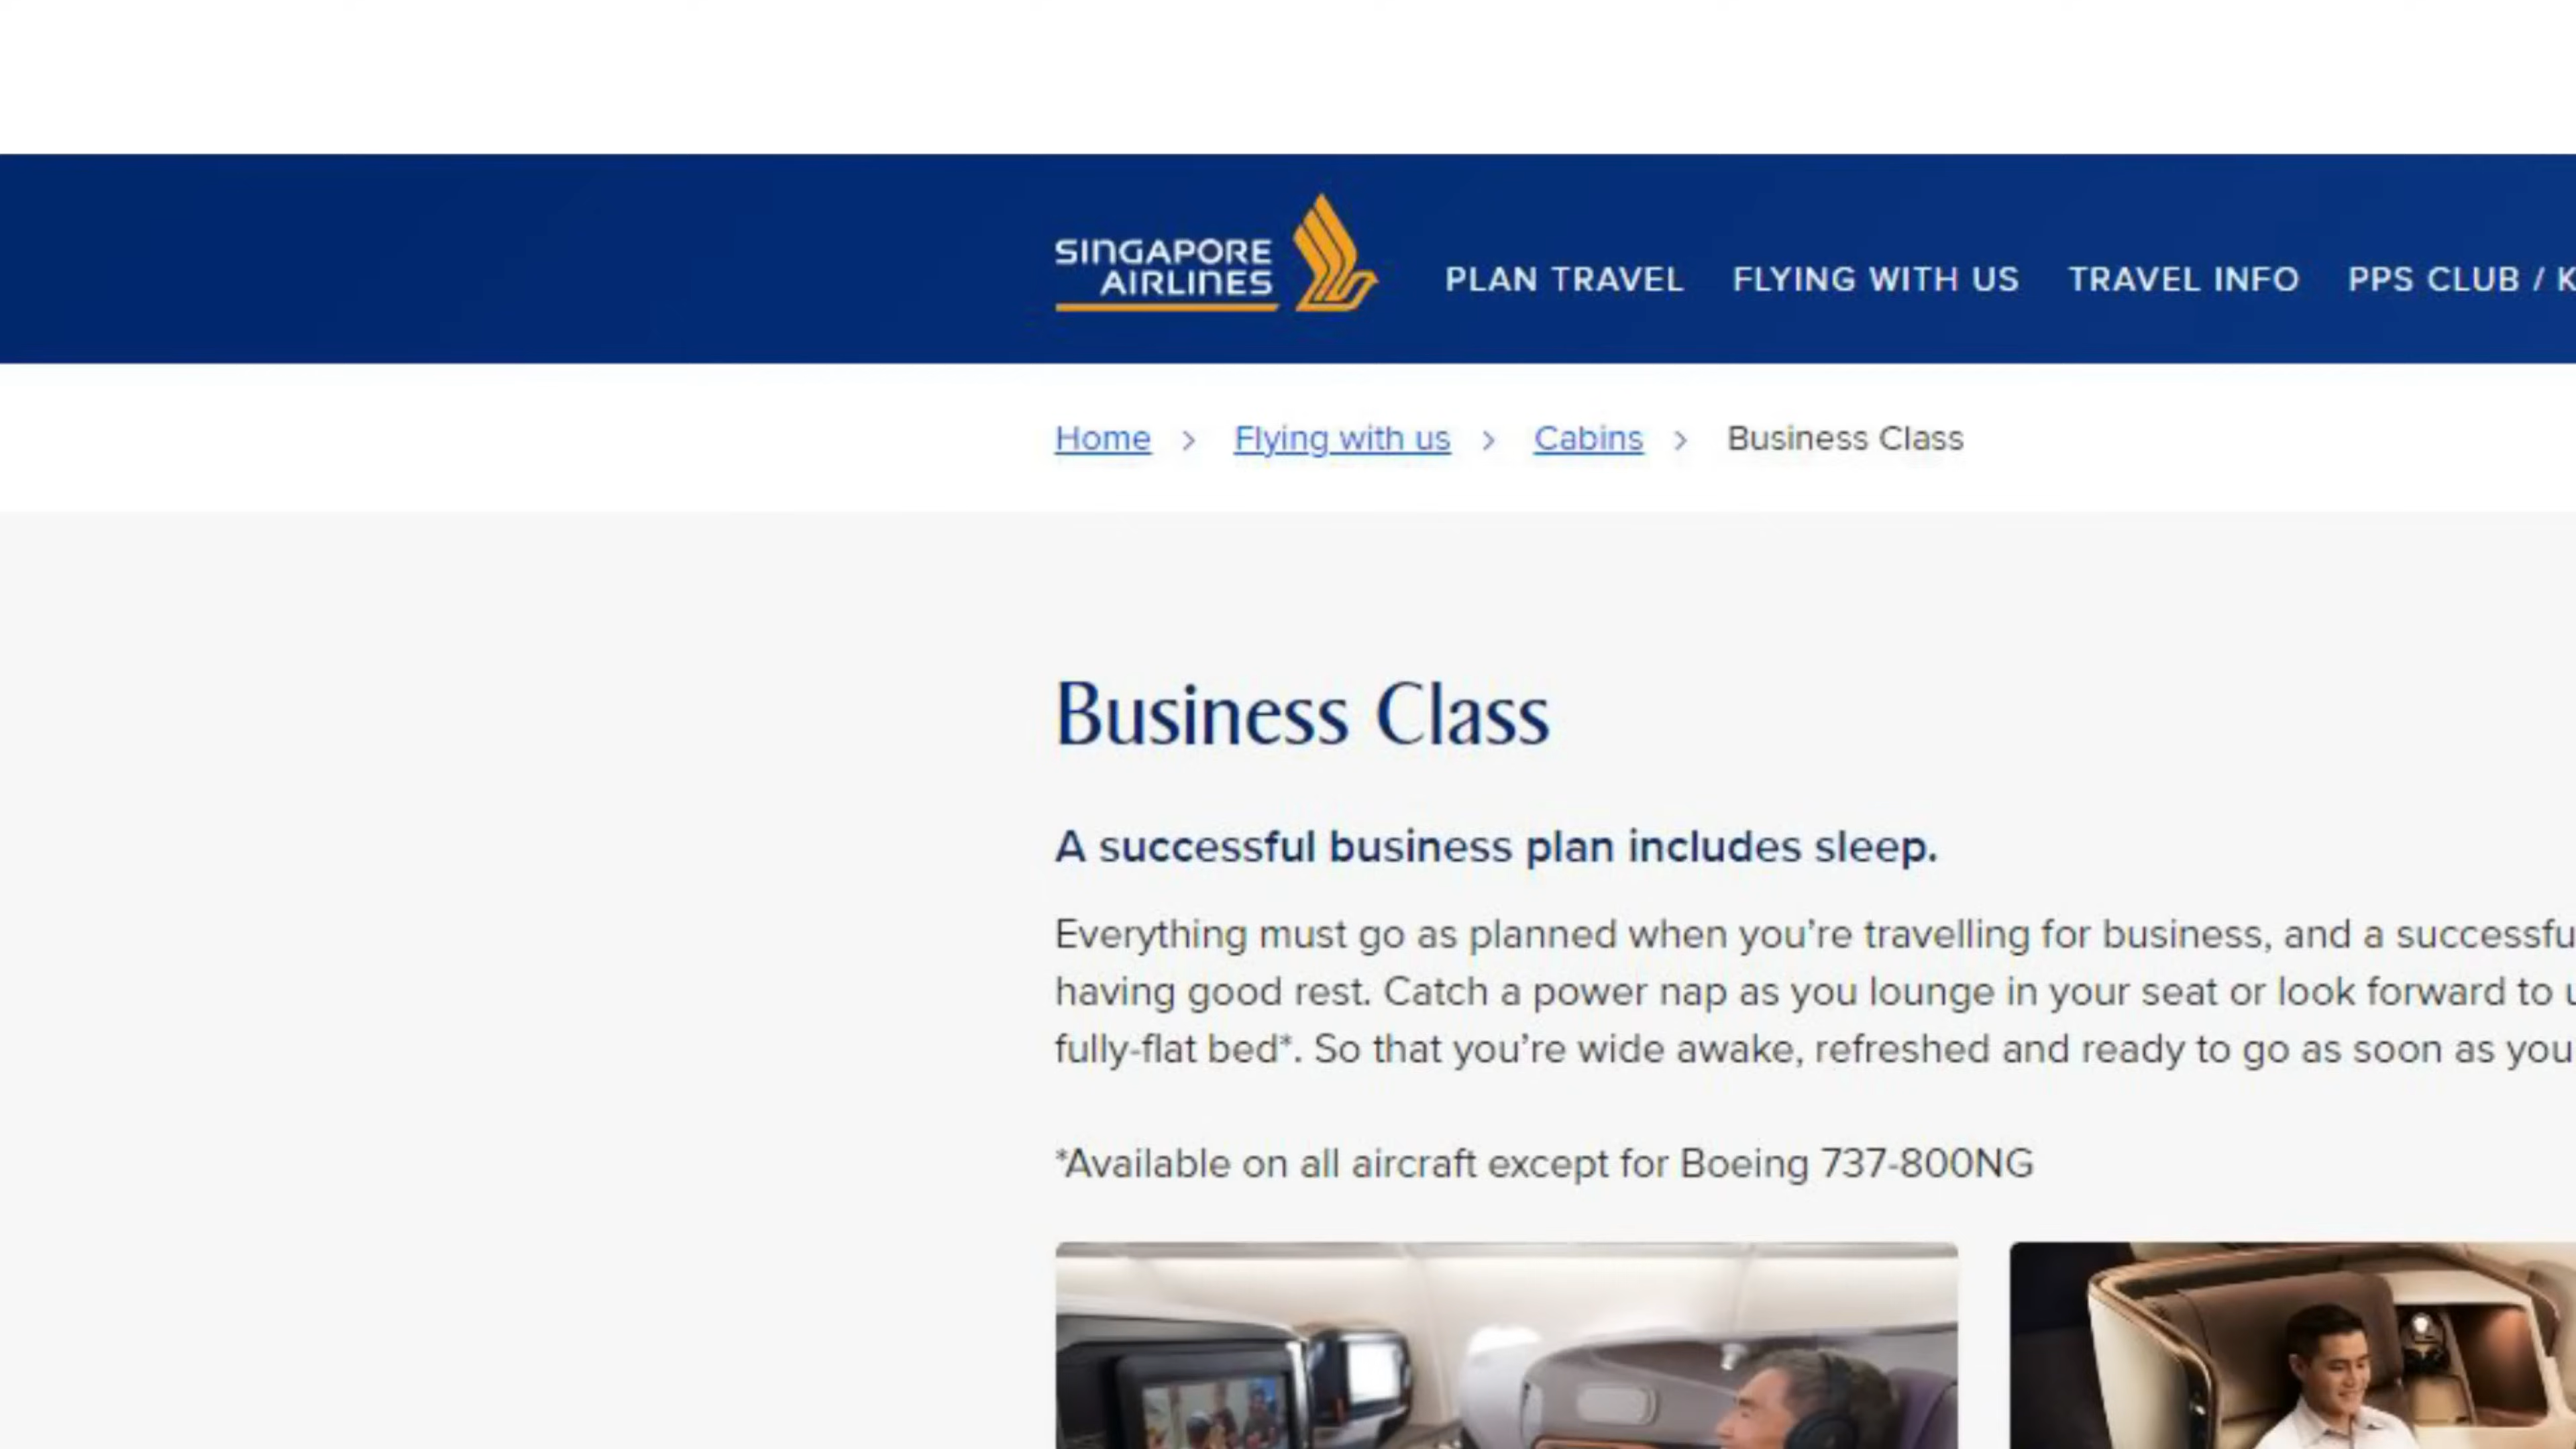 SINGAPORE
AIRLINES
PLAN TRAVEL FLYING WITH US TRAVEL INFO PPS CLUB / K
Home > Flying with us > Cabins > Business Class
Business Class
A successful business plan includes sleep.
Everything must go as planned when you're travelling for business, and a successfu
having good rest. Catch a power nap as you lounge in your seat or look forward to u
fully-flat bed*. So that you're wide awake, refreshed and ready to go as soon as you
*Available on all aircraft except for Boeing 737-800NG